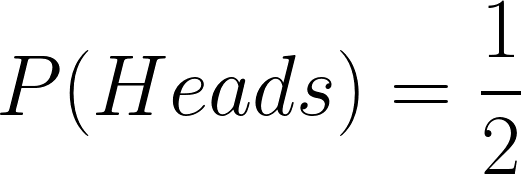 P(Heads) = 1/2